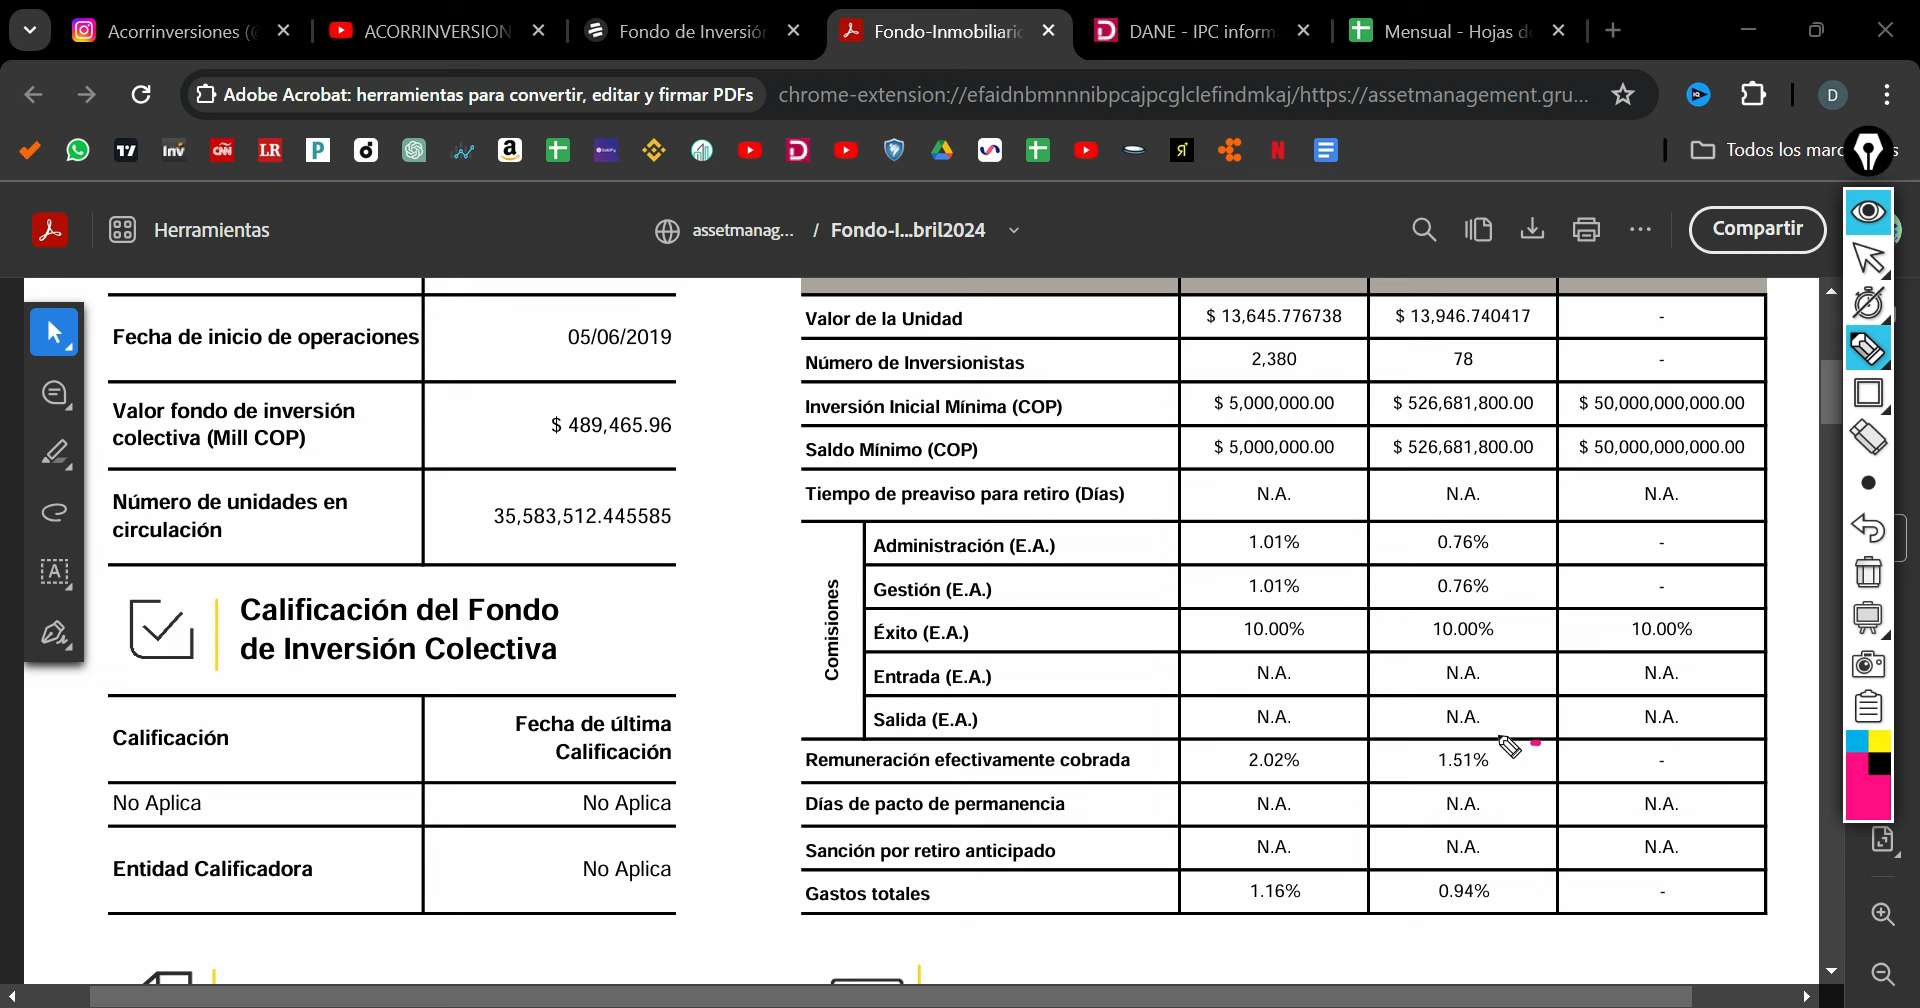 Acorrinversiones (
ACORRINVERSION
Fondo de Inversió
Fondo-Inmobiliari
DANE - IPC inform
Mensual - Hojas d
Adobe Acrobat: herramientas para convertir, editar y firmar PDFs
chrome-extension://efaidnbmnnnibpcajpcglclefindmkaj/https://assetmanagement.gru...
D
Inv
CNN
LR
P
a
D
Todos los marc
s
Herramientas
assetmanag... / Fondo-I...bril2024
Compartir
Fecha de inicio de operaciones 05/06/2019
Valor fondo de inversión
colectiva (Mill COP) $ 489,465.96
Número de unidades en
circulación 35,583,512.445585
Calificación del Fondo
de Inversión Colectiva
Calificación Fecha de última
Calificación
No Aplica No Aplica
Entidad Calificadora No Aplica
Valor de la Unidad $ 13,645.776738 $ 13,946.740417 -
Número de Inversionistas 2,380 78 -
Inversión Inicial Mínima (COP) $ 5,000,000.00 $ 526,681,800.00 $ 50,000,000,000.00
Saldo Mínimo (COP) $ 5,000,000.00 $ 526,681,800.00 $ 50,000,000,000.00
Tiempo de preaviso para retiro (Días) N.A. N.A. N.A.
Comisiones
Administración (E.A.) 1.01% 0.76% -
Gestión (E.A.) 1.01% 0.76% -
Éxito (E.A.) 10.00% 10.00% 10.00%
Entrada (E.A.) N.A. N.A. N.A.
Salida (E.A.) N.A. N.A. N.A.
Remuneración efectivamente cobrada 2.02% 1.51% -
Días de pacto de permanencia N.A. N.A. N.A.
Sanción por retiro anticipado N.A. N.A. N.A.
Gastos totales 1.16% 0.94% -